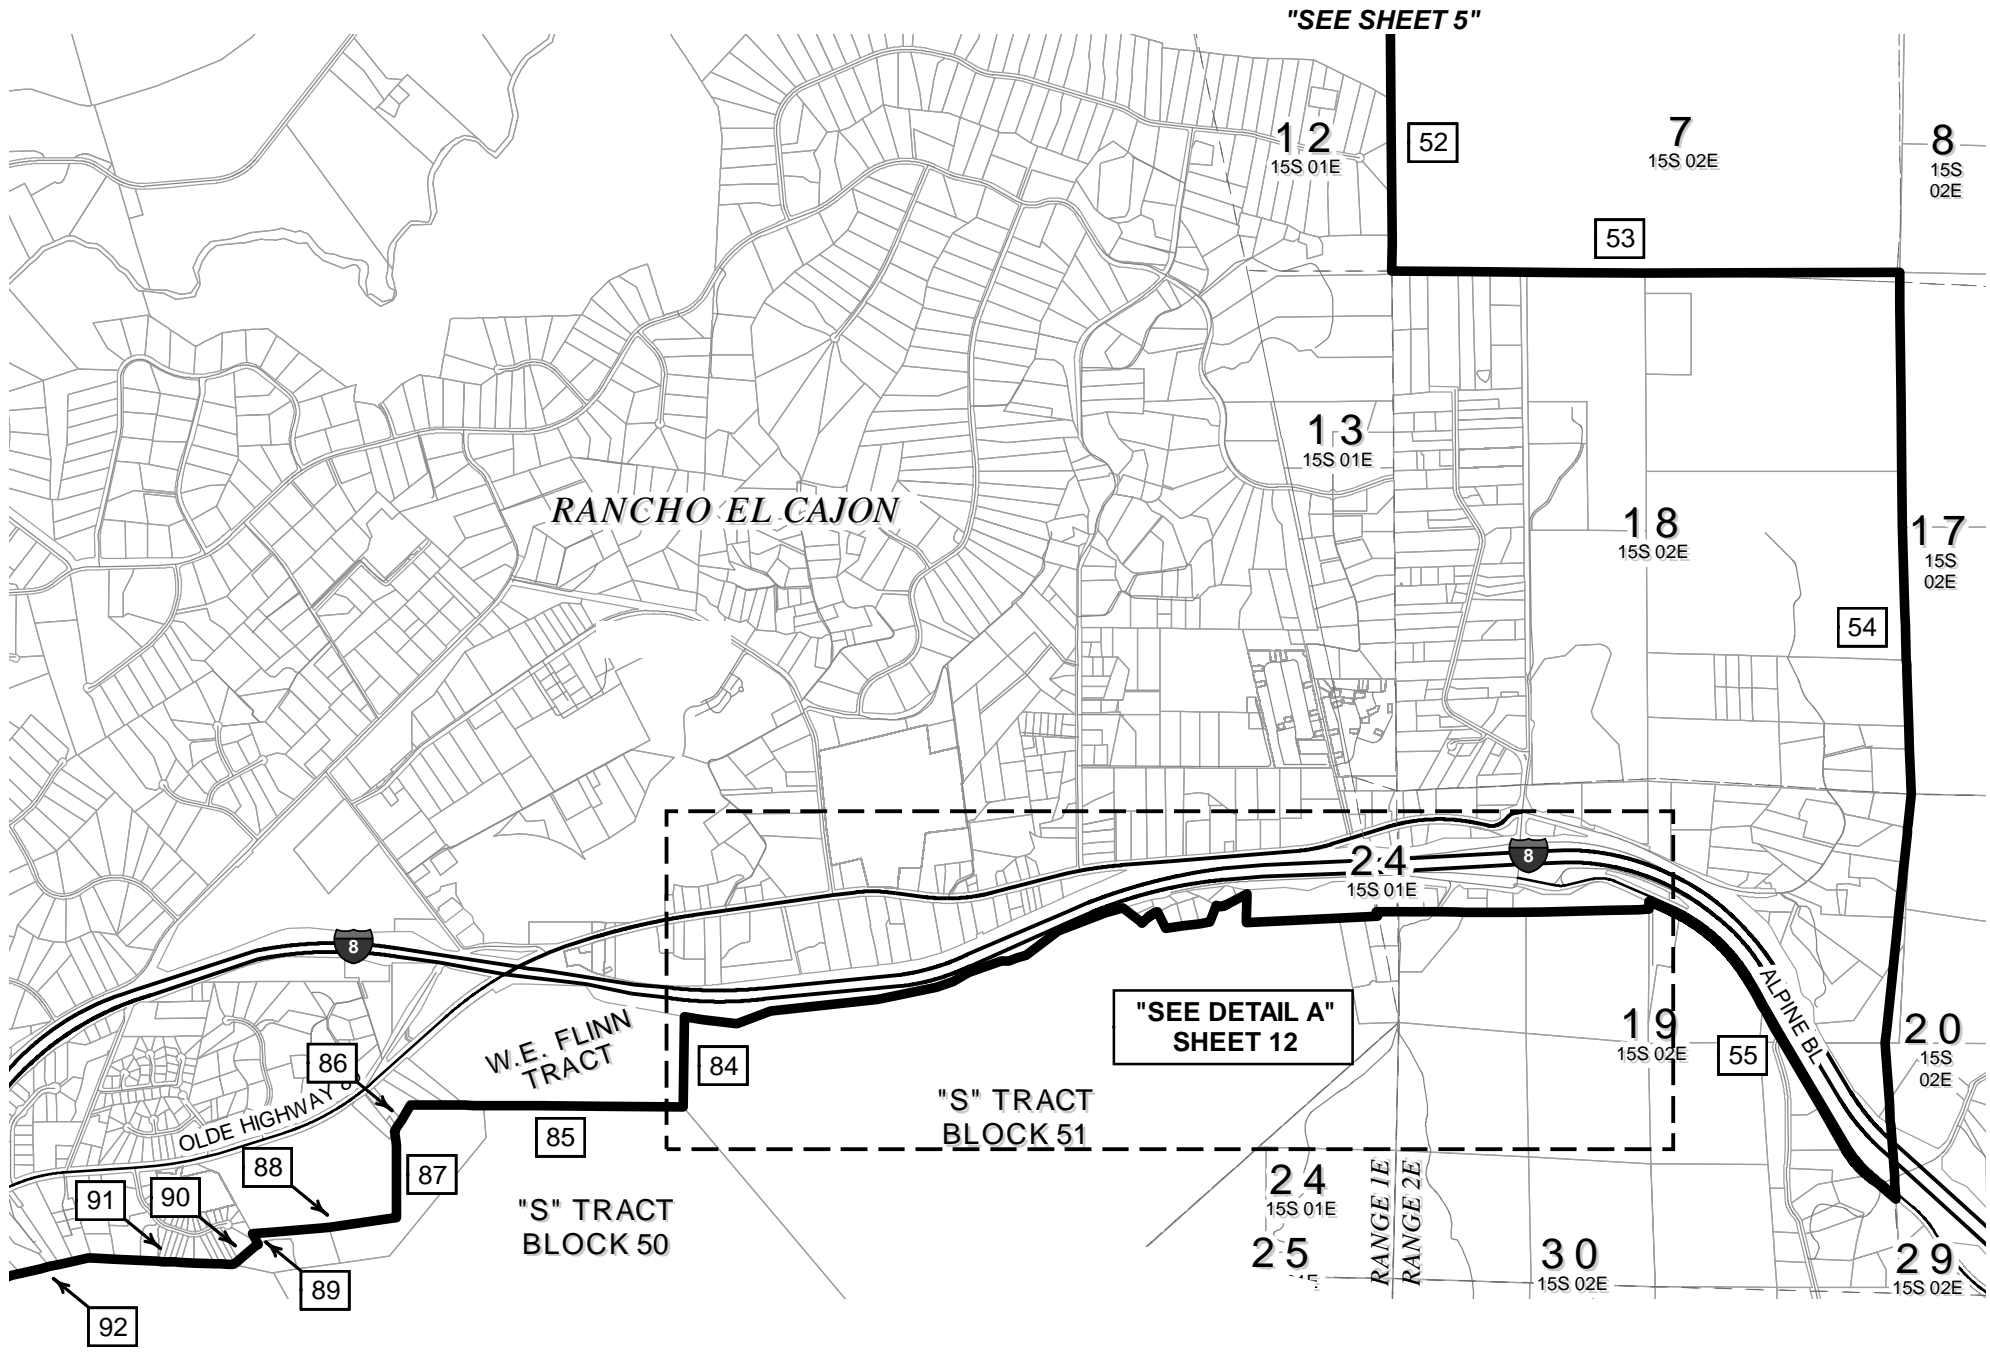 "SEE SHEET 5"
12
15S 01E
52
7
15S 02E
8
15S
02E
53
13
15S 01E
RANCHO EL CAJON
18
15S 02E
17
15S
02E
54
24
15S 01E
8
8
ALPINE BL.
"SEE DETAIL A"
SHEET 12
W.E. FLINN
TRACT
86
84
19
15S 02E
55
20
15S
02E
"S" TRACT
BLOCK 51
OLDE HIGHWAY
85
88
87
91
90
"S" TRACT
BLOCK 50
24
15S 01E
RANGE 1E
RANGE 2E
25
30
15S 02E
29
15S 02E
89
92